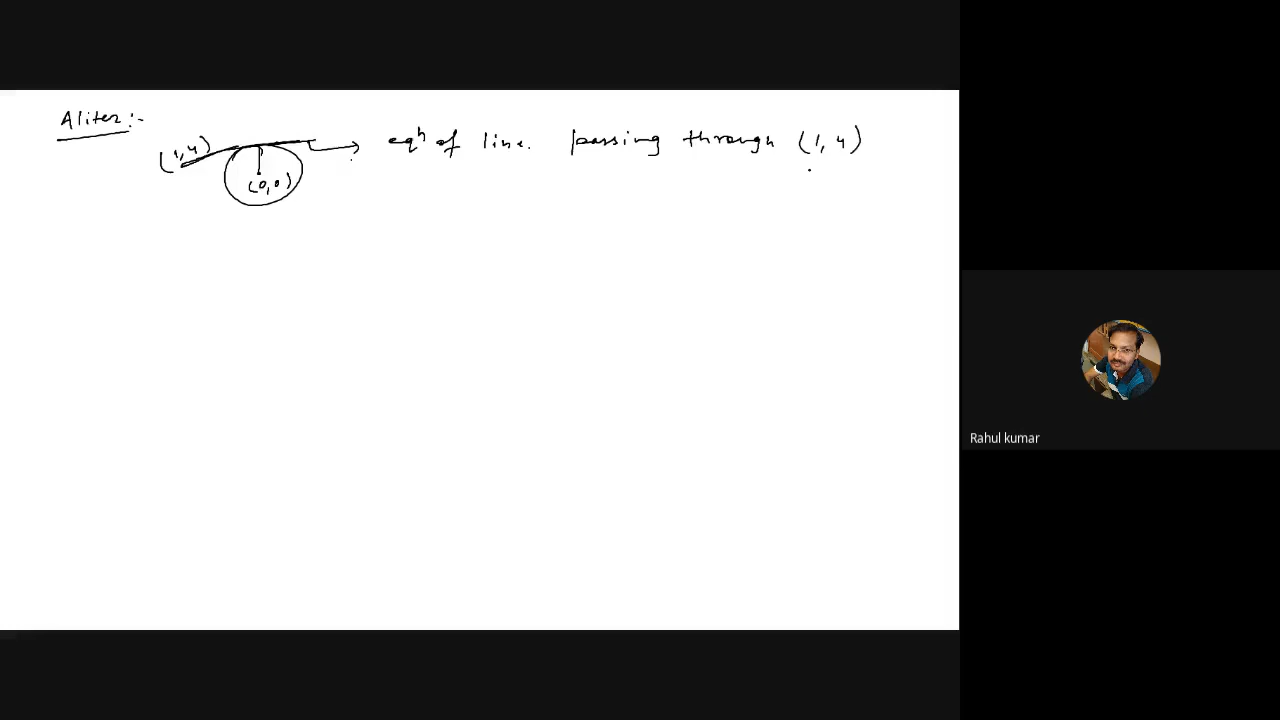 Aliter:-
(1,4) eqⁿ of line. passing through (1, 4)
(0,0)
Rahul kumar